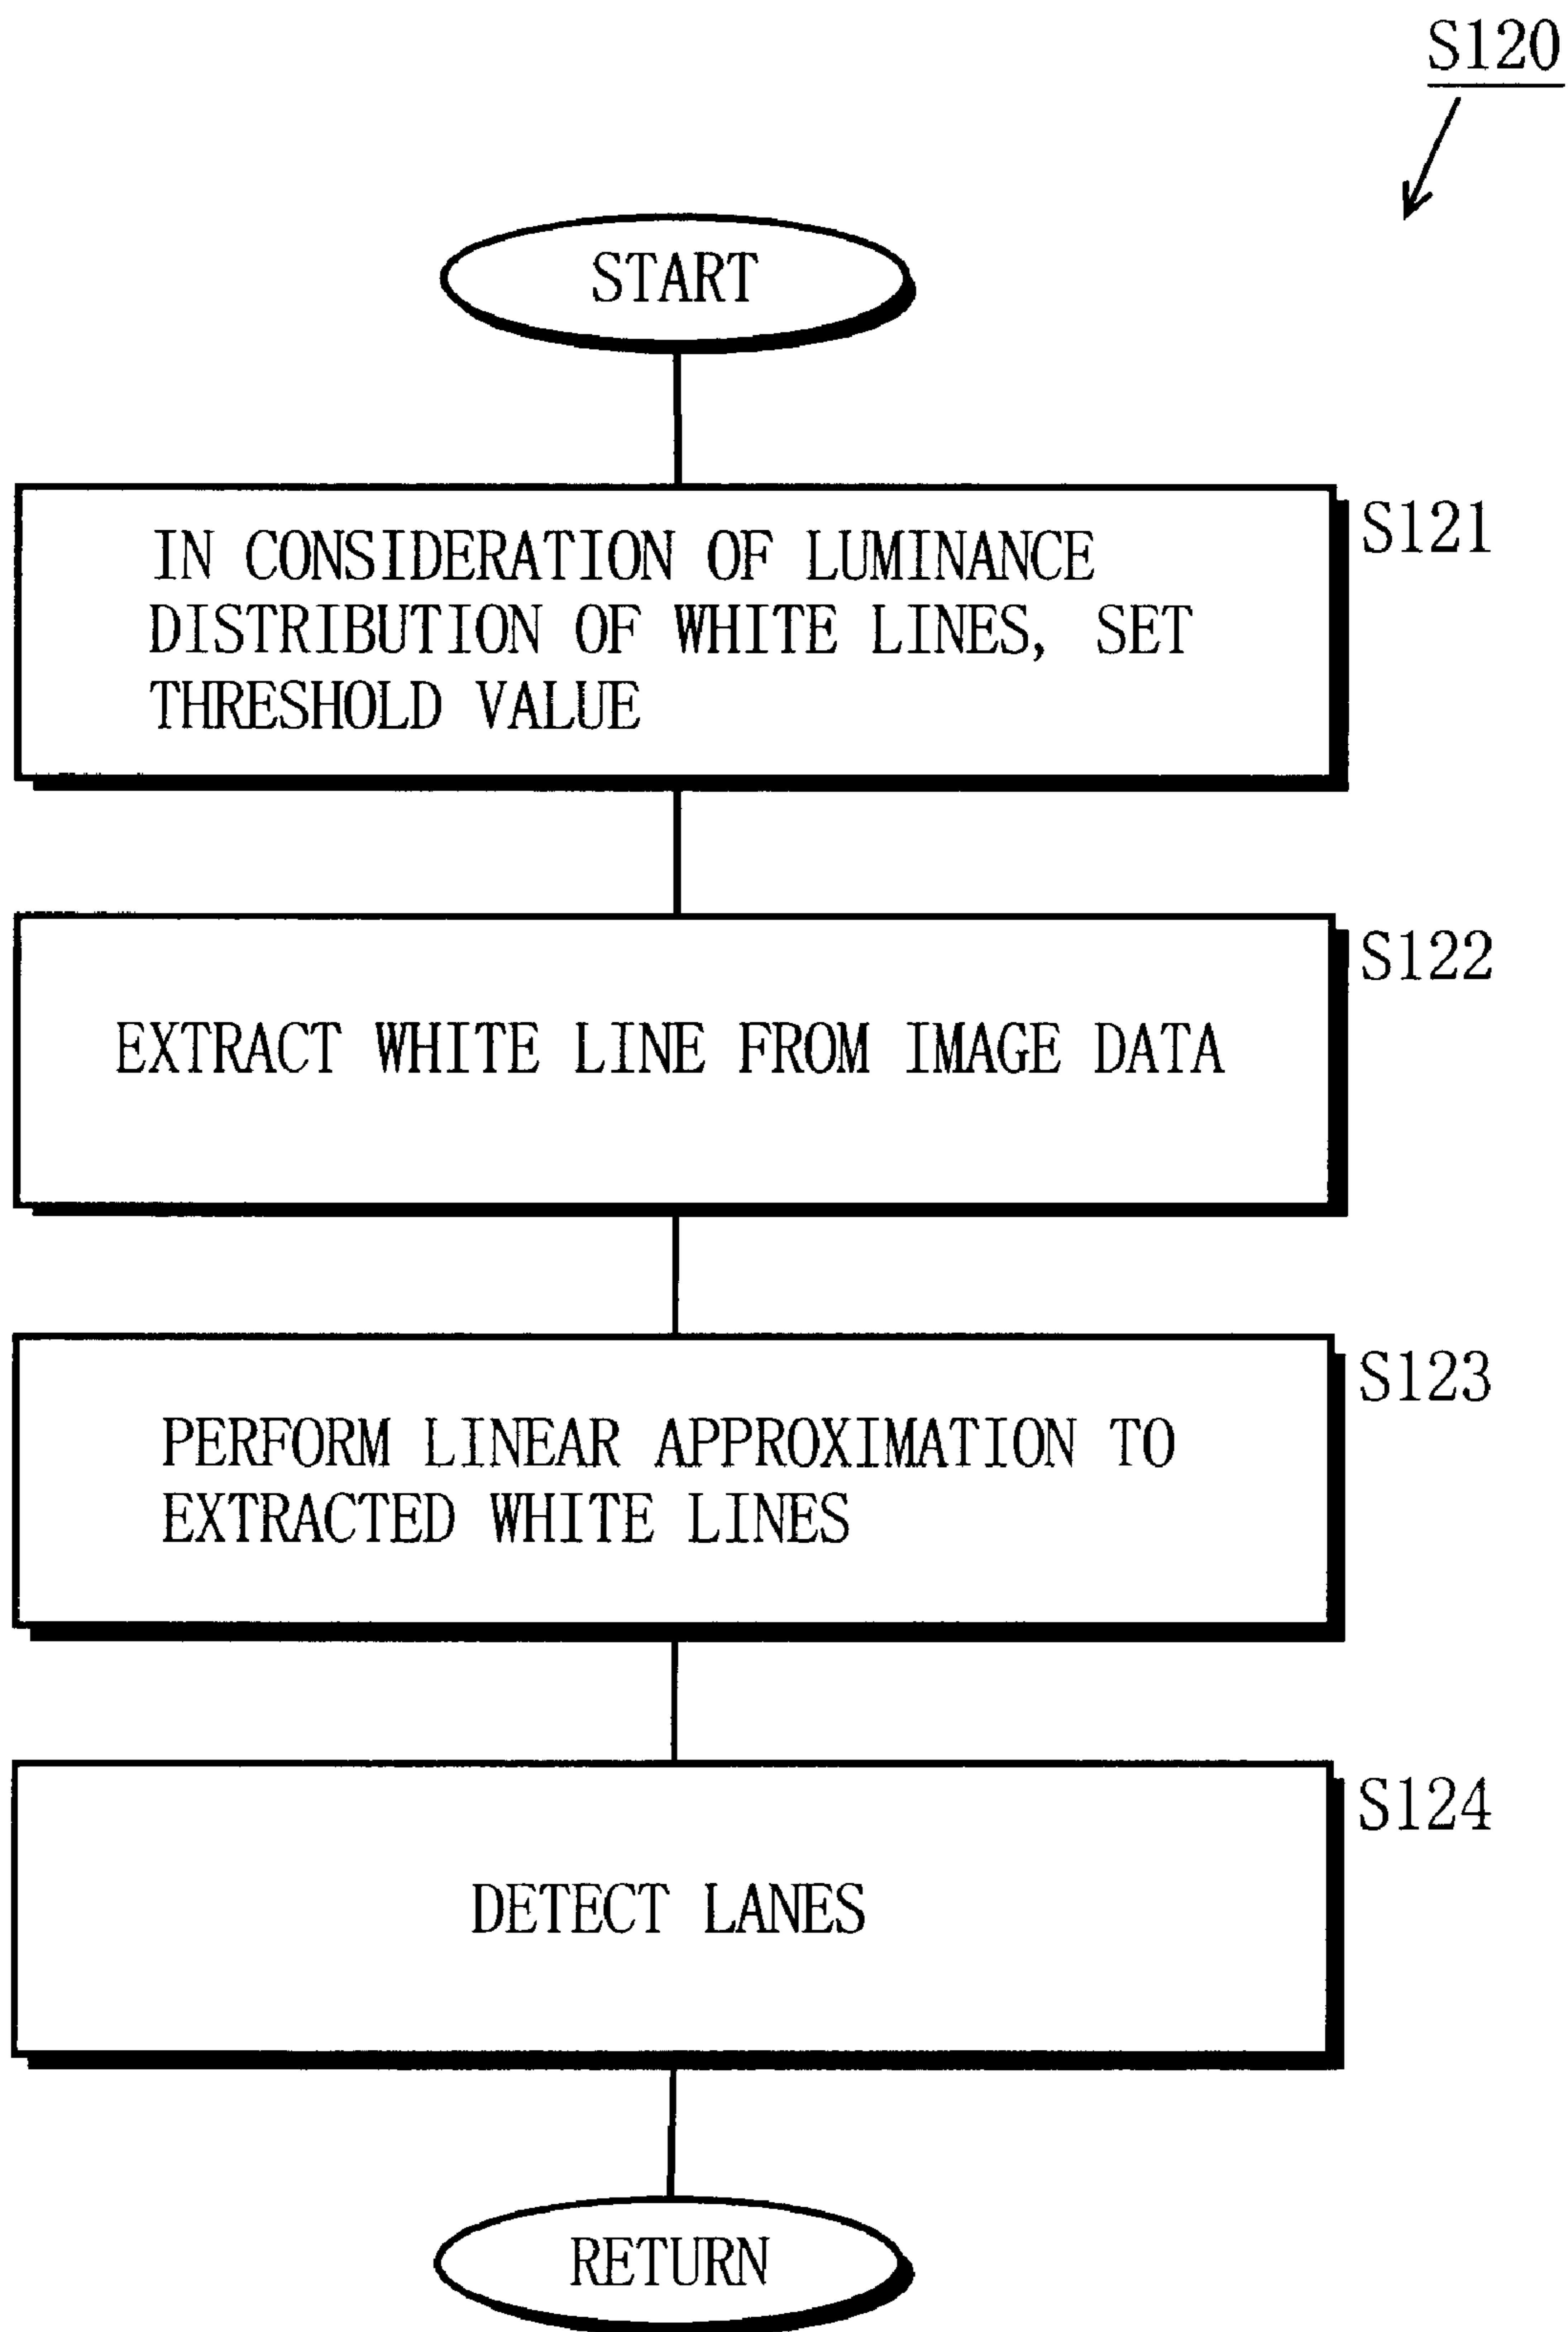 S120
START
S121
IN CONSIDERATION OF LUMINANCE
DISTRIBUTION OF WHITE LINES, SET
THRESHOLD VALUE
S122
EXTRACT WHITE LINE FROM IMAGE DATA
S123
PERFORM LINEAR APPROXIMATION TO
EXTRACTED WHITE LINES
S124
DETECT LANES
RETURN